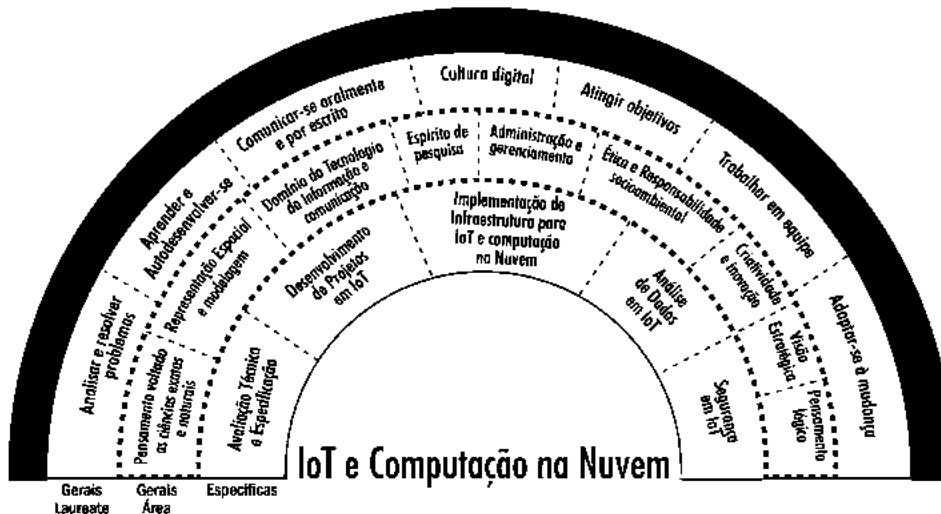 Analisar e resolver
problemas
Aprender e
Autodesenvolver-se
Comunicar-se oralmente
e por escrito
Cultura digital
Atingir objetivos
Trabalhar em equipe
Adaptar-se à mudança
Pensamento voltado
as ciências exatas
e naturais
Representação Espacial
e modelagem
Domínio da Tecnologia
da Informação e
comunicação
Espírito de
pesquisa
Administração e
gerenciamento
Ética e Responsabilidade
socioambiental
Criatividade
e inovação
Visão
Estratégica
Pensamento
lógico
Avaliação Técnica
e Especificação
Desenvolvimento
de Projetos
em IoT
Implementação de
Infraestrutura para
IoT e computação
na Nuvem
Análise
de Dados
em IoT
Segurança
em IoT
IoT e Computação na Nuvem
Gerais
Laureate
Gerais
Área
Específicas